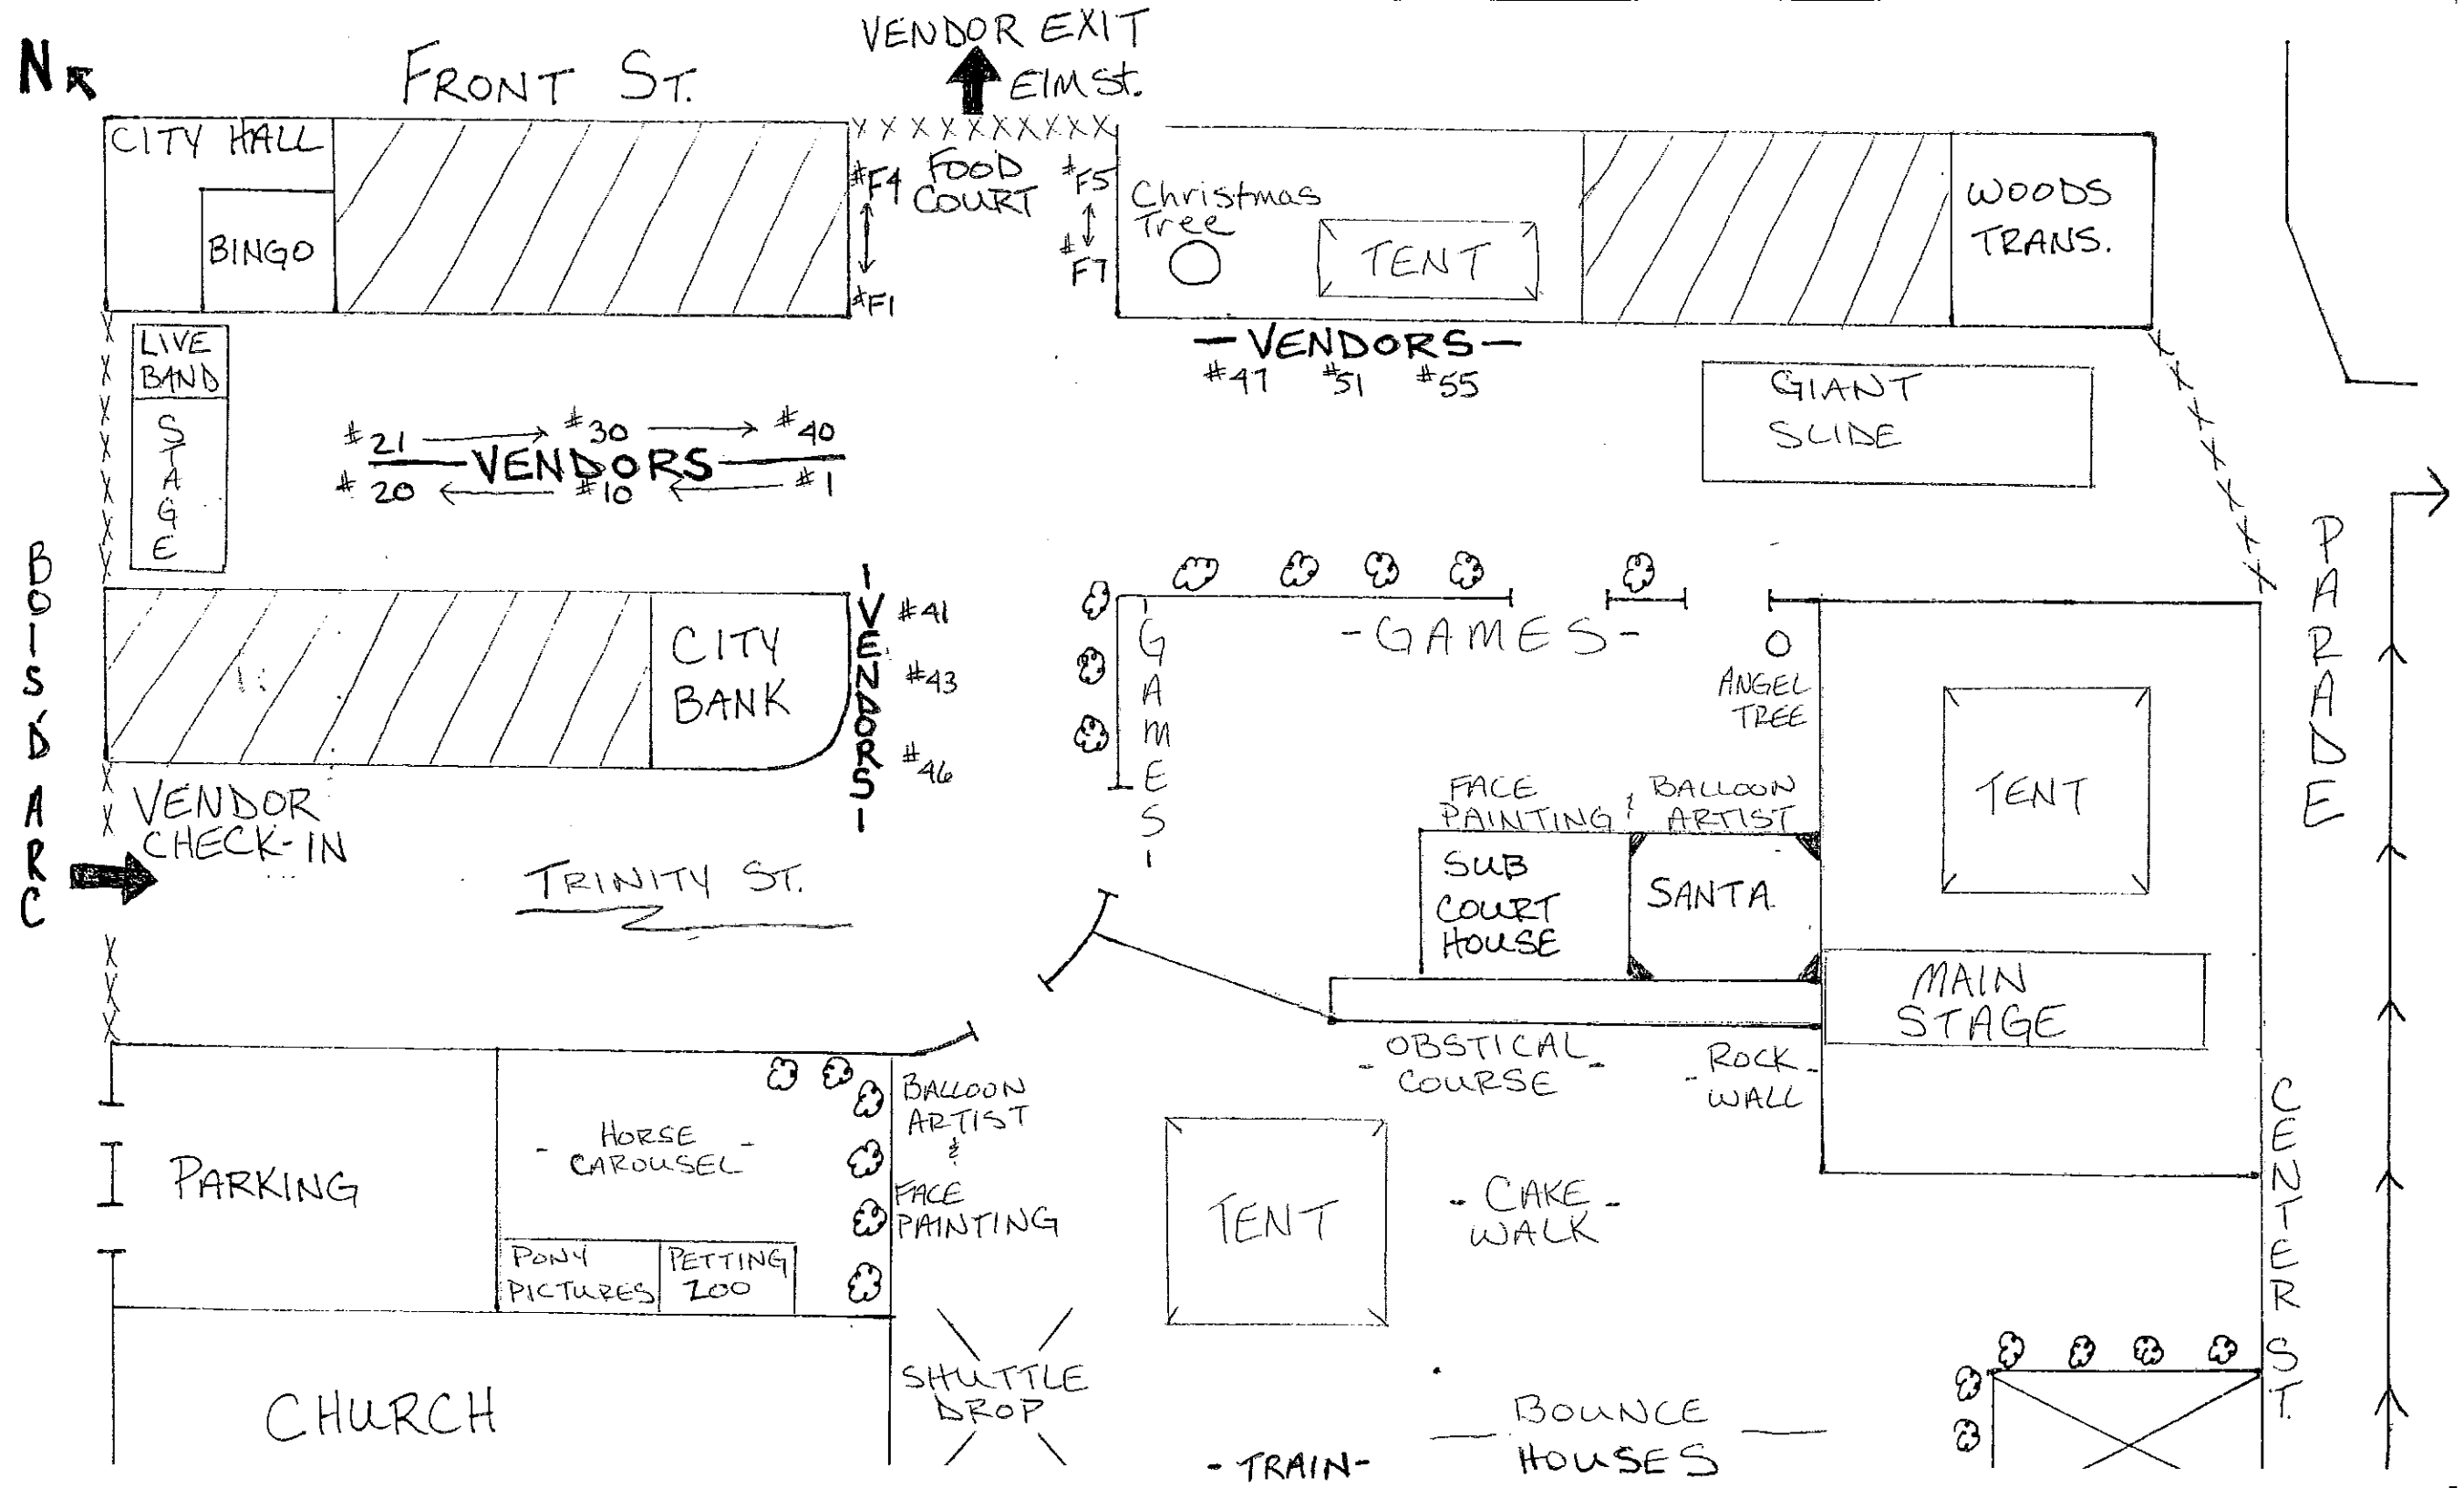 VENDOR EXIT
N
FRONT ST.
Elm St.
CITY HALL
BINGO
X X X X X X X X X
#F4
FOOD
COURT
#F1
#F5
#F7
Christmas
Tree
TENT
WOODS
TRANS.
LIVE
BAND
STAGE
#21 #30 #40
VENDORS
#20 #10 #1
- VENDORS -
#47 #51 #55
GIANT
SLIDE
BOIS D'ARC
CITY
BANK
-VENDORS-
#41
#43
#46
-GAMES-
-GAMES-
ANGEL
TREE
TENT
PARADE
VENDOR
CHECK-IN
TRINITY ST.
FACE
PAINTING
&
BALLOON
ARTIST
SUB
COURT
HOUSE
SANTA
MAIN
STAGE
- OBSTICAL
COURSE -
- ROCK
WALL -
PARKING
- HORSE
CAROUSEL -
PONY
PICTURES
PETTING
ZOO
BALLOON
ARTIST
&
FACE
PAINTING
TENT
- CAKE
WALK -
CENTER ST.
CHURCH
SHUTTLE
DROP
- TRAIN -
— BOUNCE
HOUSES —